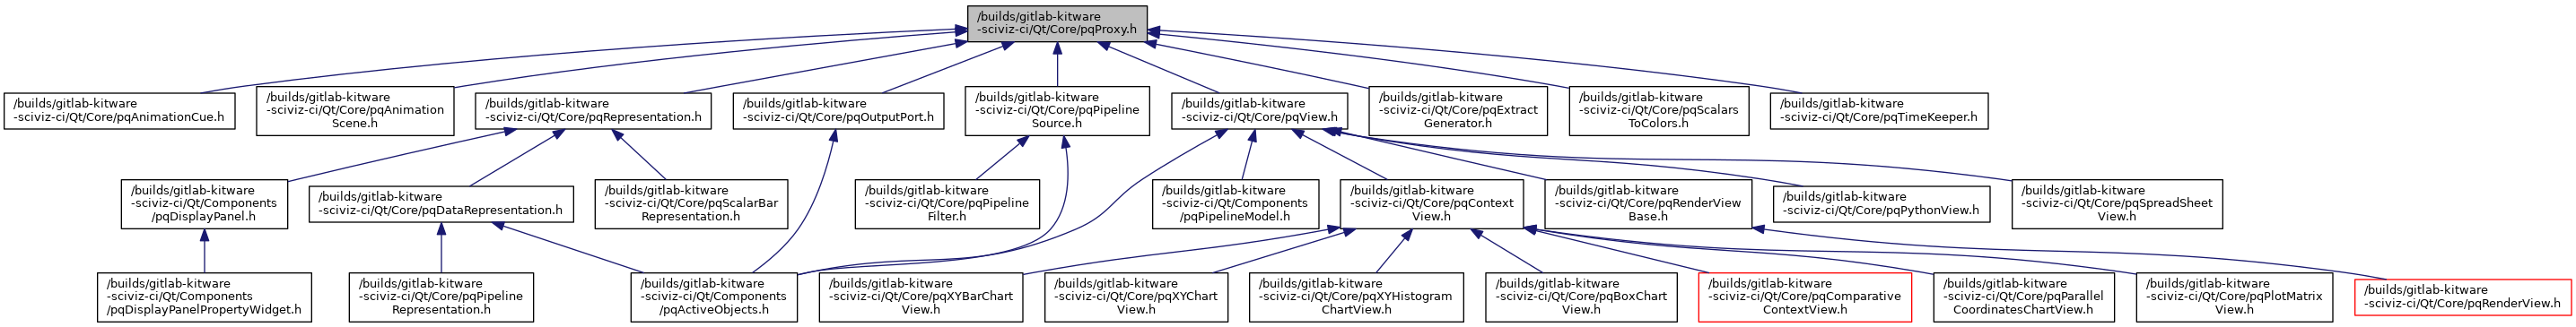 /builds/gitlab-kitware
-sciviz-ci/Qt/Core/pqProxy.h
/builds/gitlab-kitware
-sciviz-ci/Qt/Core/pqAnimationCue.h
/builds/gitlab-kitware
-sciviz-ci/Qt/Core/pqAnimation
Scene.h
/builds/gitlab-kitware
-sciviz-ci/Qt/Core/pqRepresentation.h
/builds/gitlab-kitware
-sciviz-ci/Qt/Core/pqOutputPort.h
/builds/gitlab-kitware
-sciviz-ci/Qt/Core/pqPipeline
Source.h
/builds/gitlab-kitware
-sciviz-ci/Qt/Core/pqView.h
/builds/gitlab-kitware
-sciviz-ci/Qt/Core/pqExtract
Generator.h
/builds/gitlab-kitware
-sciviz-ci/Qt/Core/pqScalars
ToColors.h
/builds/gitlab-kitware
-sciviz-ci/Qt/Core/pqTimeKeeper.h
/builds/gitlab-kitware
-sciviz-ci/Qt/Components
/pqDisplayPanel.h
/builds/gitlab-kitware
-sciviz-ci/Qt/Core/pqDataRepresentation.h
/builds/gitlab-kitware
-sciviz-ci/Qt/Core/pqScalarBar
Representation.h
/builds/gitlab-kitware
-sciviz-ci/Qt/Core/pqPipeline
Filter.h
/builds/gitlab-kitware
-sciviz-ci/Qt/Components
/pqPipelineModel.h
/builds/gitlab-kitware
-sciviz-ci/Qt/Core/pqContext
View.h
/builds/gitlab-kitware
-sciviz-ci/Qt/Core/pqRenderView
Base.h
/builds/gitlab-kitware
-sciviz-ci/Qt/Core/pqPythonView.h
/builds/gitlab-kitware
-sciviz-ci/Qt/Core/pqSpreadSheet
View.h
/builds/gitlab-kitware
-sciviz-ci/Qt/Components
/pqDisplayPanelPropertyWidget.h
/builds/gitlab-kitware
-sciviz-ci/Qt/Core/pqPipeline
Representation.h
/builds/gitlab-kitware
-sciviz-ci/Qt/Components
/pqActiveObjects.h
/builds/gitlab-kitware
-sciviz-ci/Qt/Core/pqXYBarChart
View.h
/builds/gitlab-kitware
-sciviz-ci/Qt/Core/pqXYChart
View.h
/builds/gitlab-kitware
-sciviz-ci/Qt/Core/pqXYHistogram
ChartView.h
/builds/gitlab-kitware
-sciviz-ci/Qt/Core/pqBoxChart
View.h
/builds/gitlab-kitware
-sciviz-ci/Qt/Core/pqComparative
ContextView.h
/builds/gitlab-kitware
-sciviz-ci/Qt/Core/pqParallel
CoordinatesChartView.h
/builds/gitlab-kitware
-sciviz-ci/Qt/Core/pqPlotMatrix
View.h
/builds/gitlab-kitware
-sciviz-ci/Qt/Core/pqRenderView.h